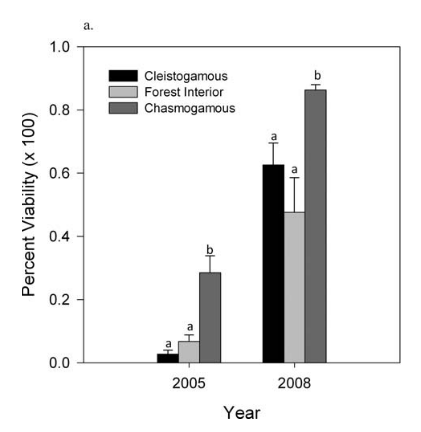 a.
1.0
0.8
0.6
0.4
0.2
0.0
Percent Viability (x 100)
Cleistogamous
Forest Interior
Chasmogamous
a
a
b
a
a
b
2005
2008
Year